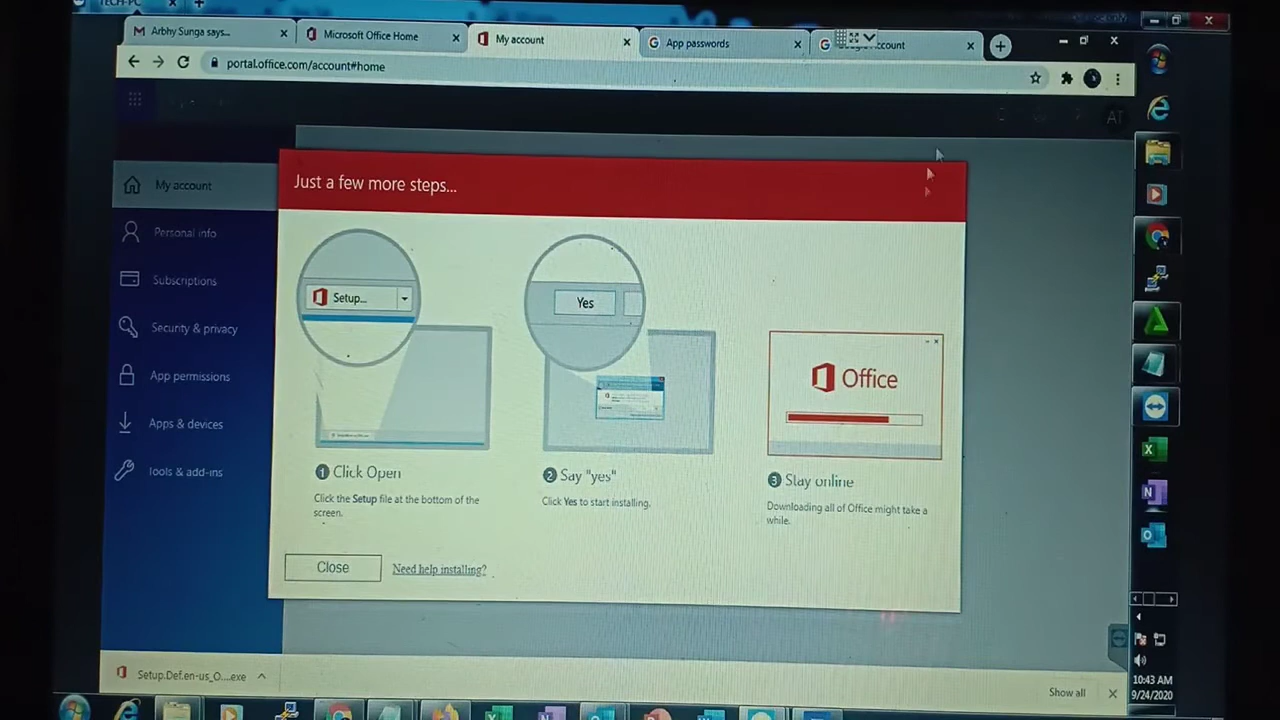 TECH-PC
Arbhy Sunga says...
Microsoft Office Home
My account
App passwords
portal.office.com/account#home
AT
My account
Personal info
Subscriptions
Security & privacy
App permissions
Apps & devices
Tools & add-ins
Just a few more steps...
Setup...
Yes
Office
1 Click Open
Click the Setup file at the bottom of the
screen.
2 Say "yes"
Click Yes to start installing.
3 Stay online
Downloading all of Office might take a
while.
Close
Need help installing?
Setup.Def.en-us_O....exe
Show all
10:43 AM
9/24/2020